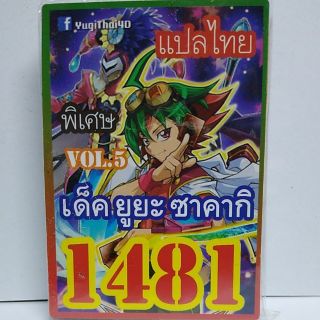 f YugiThaiYD
แปลไทย
พิเศษ
VOL.5
เด็ค ยูยะ ซาคากิ
1481